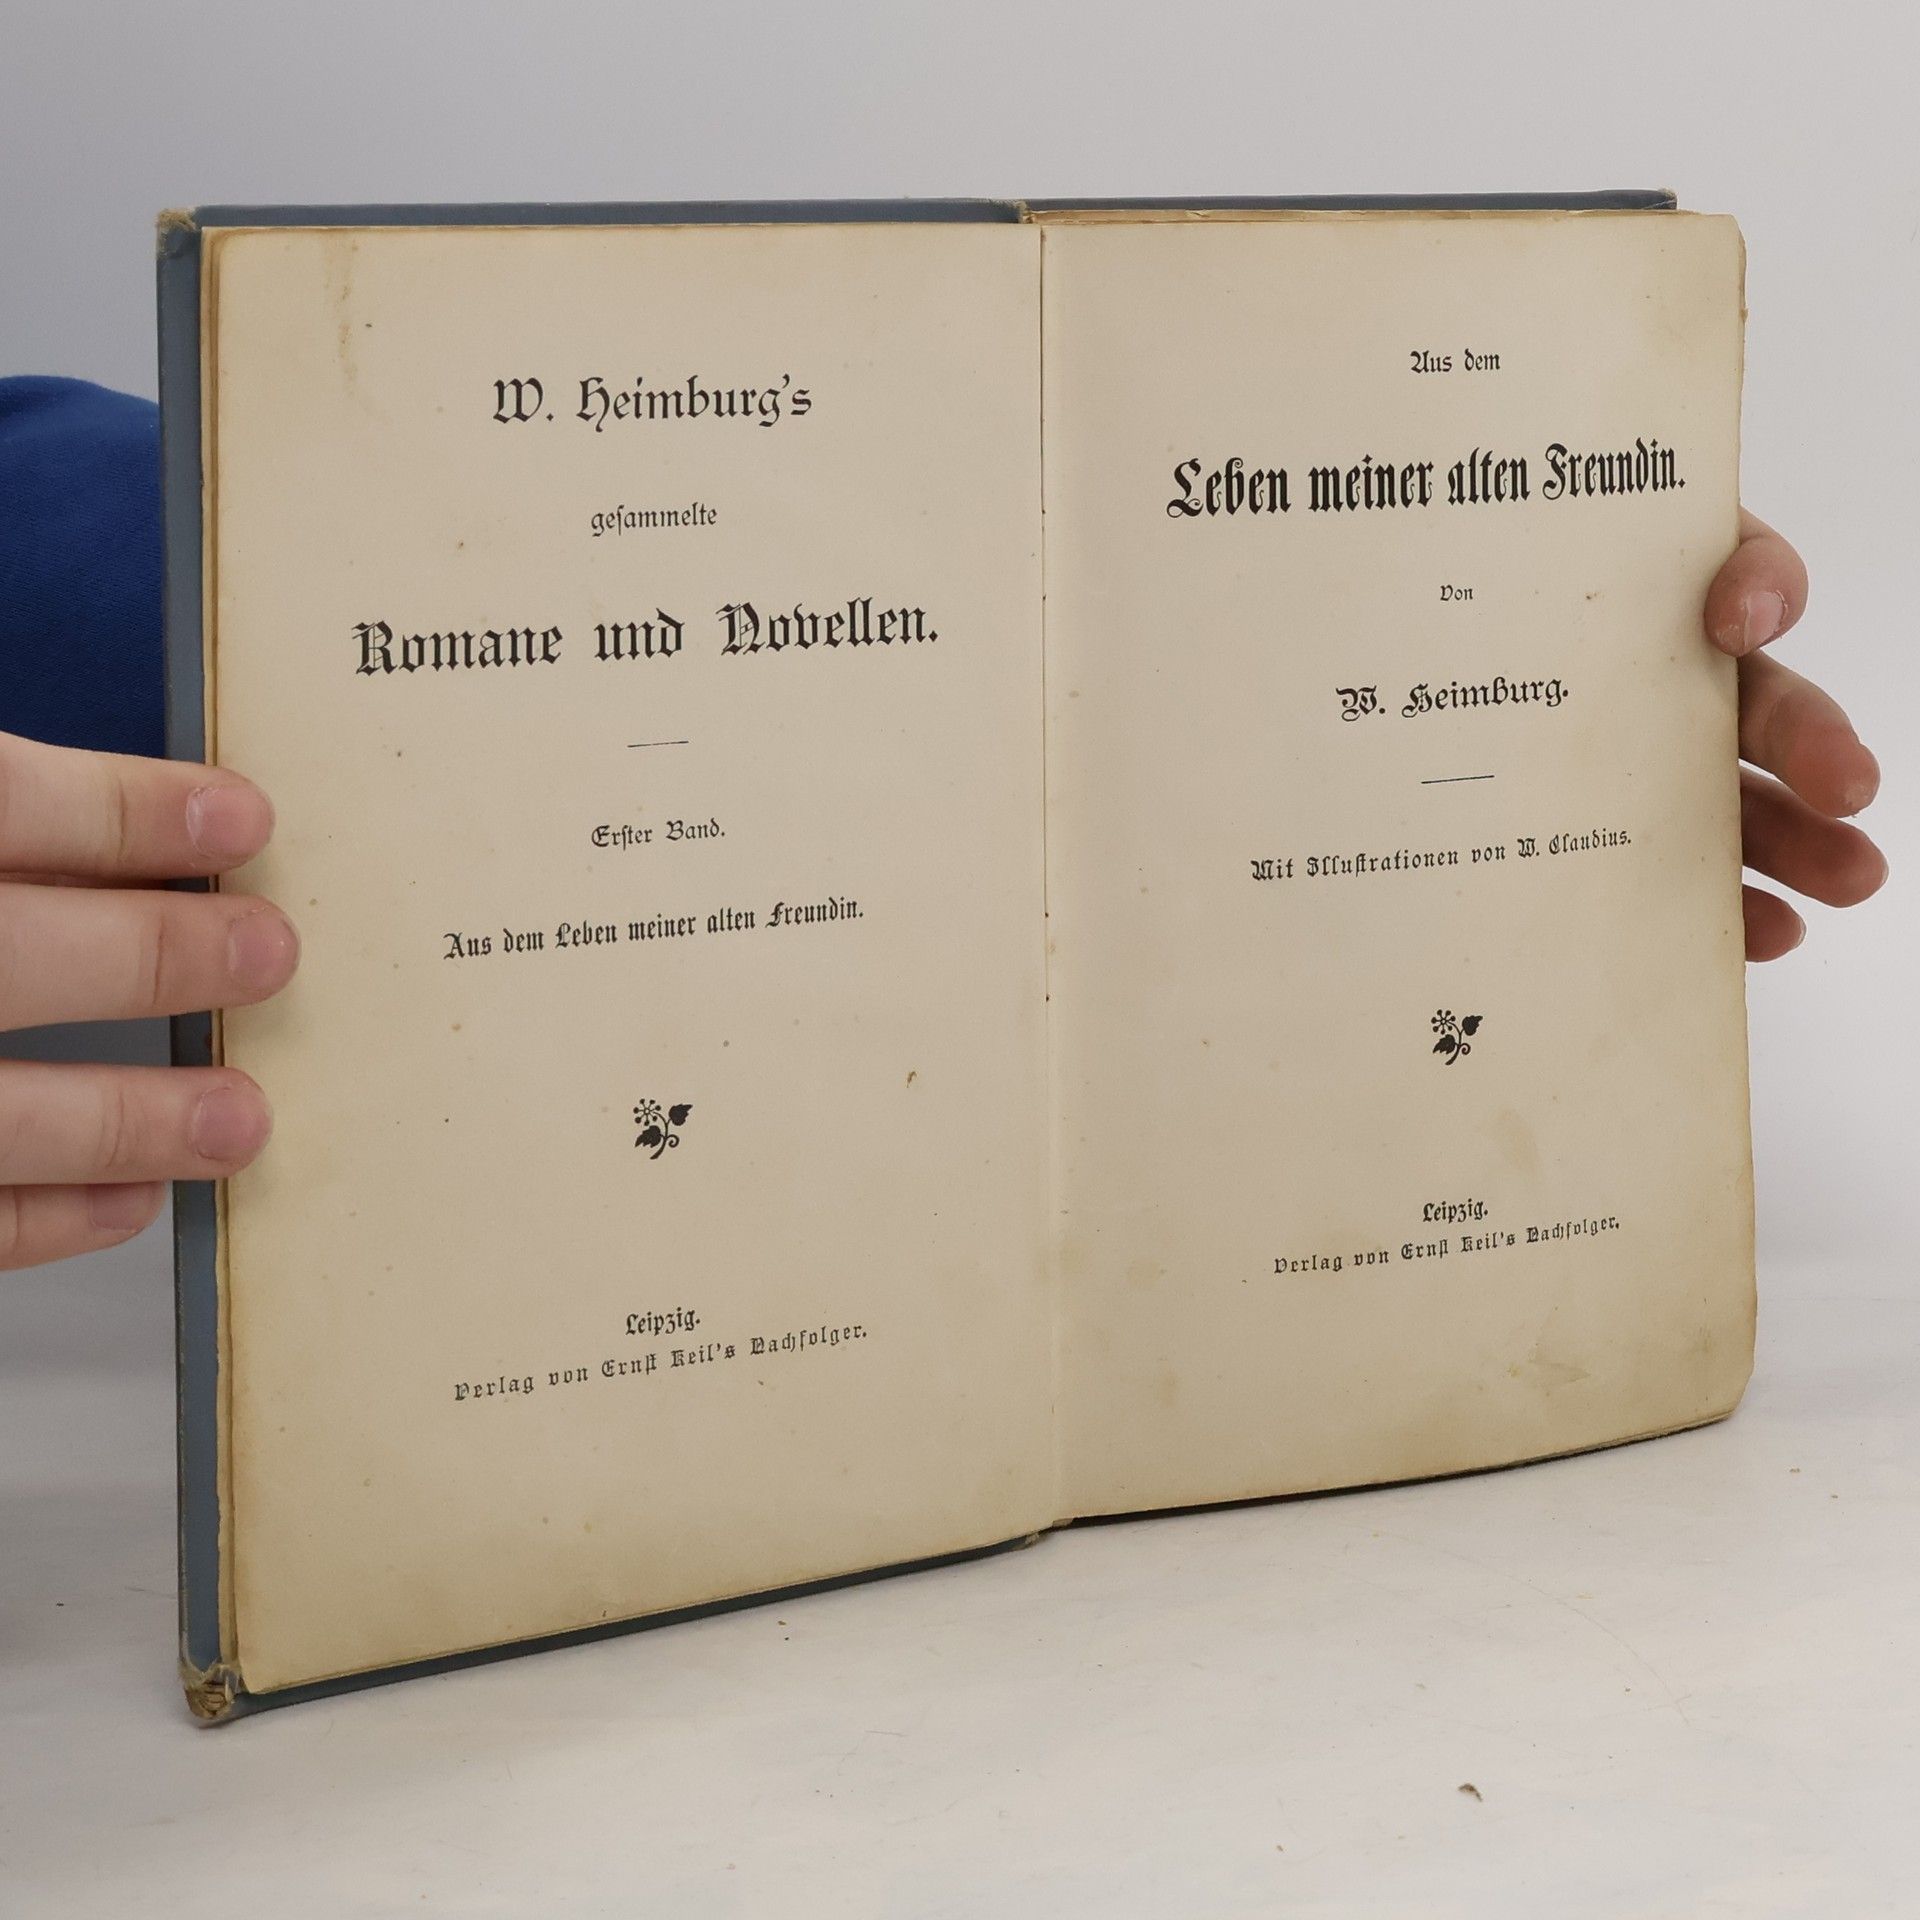 W. Heimburg's
gesammelte
Romane und Novellen.
Erster Band.
Aus dem Leben meiner alten Freundin.
Leipzig.
Verlag von Ernst Keil's Nachfolger.
Aus dem
Leben meiner alten Freundin.
Von
W. Heimburg.
Mit Illustrationen von W. Claudius.
Leipzig.
Verlag von Ernst Keil's Nachfolger.